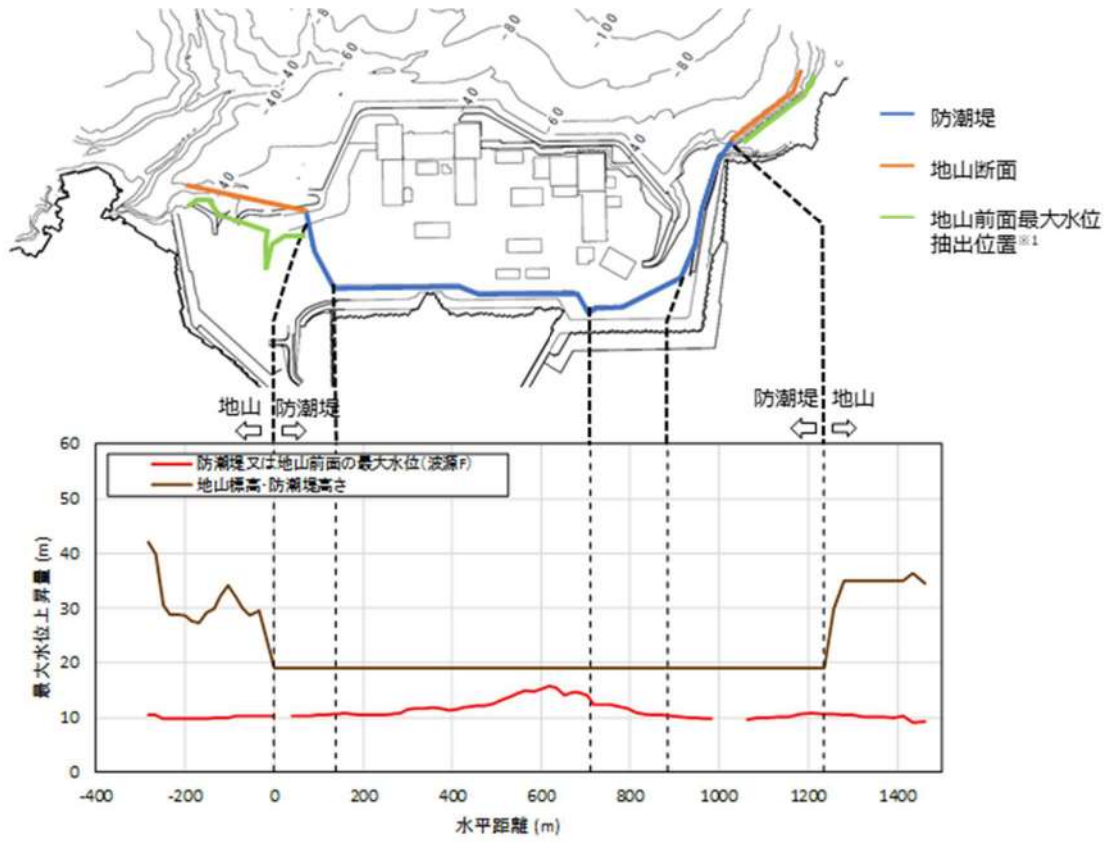 -80
-100
-60
-80
-40
-40
-40
-60
-40
-40
防潮堤
地山断面
地山前面最大水位
抽出位置※1
地山 防潮堤
防潮堤 地山
防潮堤又は地山前面の最大水位(波源F)
地山標高・防潮堤高さ
最大水位上昇量 (m)
60
50
40
30
20
10
0
-400 -200 0 200 400 600 800 1000 1200 1400
水平距離 (m)